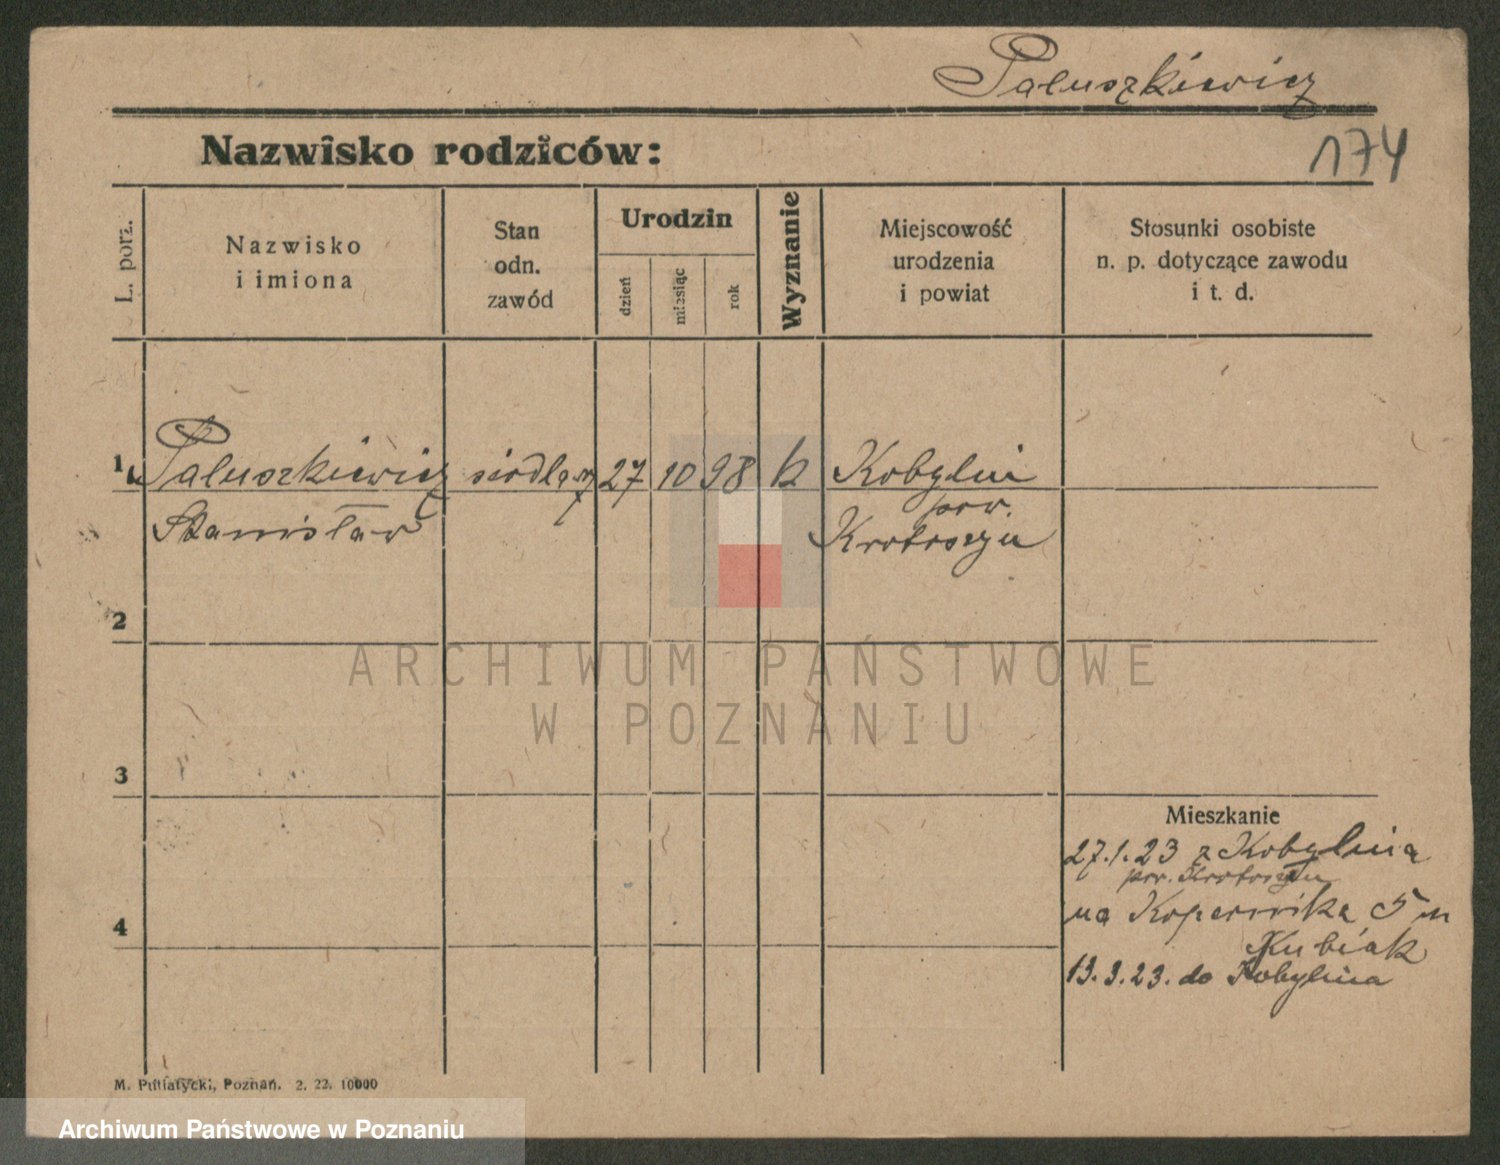 Paluszkiewicz
174
Nazwisko rodziców:
L. porz.
Nazwisko
i imiona
Stan
odn.
zawód
Urodzin
dzień
miesiąc
rok
Wyznanie
Miejscowość
urodzenia
i powiat
Stosunki osobiste
n. p. dotyczące zawodu
i t. d.
1 Paluszkiewicz siodlarz 27 10 98 k Kobylin
Stanisław
pow.
Krotoszyn
2
3
4
Mieszkanie
27.1.23 z Kobylina
pow. Krotoszyn
na Kopernika 5 m
Kubiak
13.3.23. do Kobylina
M. Putiatycki, Poznań. 2. 22. 10000
ARCHIWUM PAŃSTWOWE
W POZNANIU
Archiwum Państwowe w Poznaniu